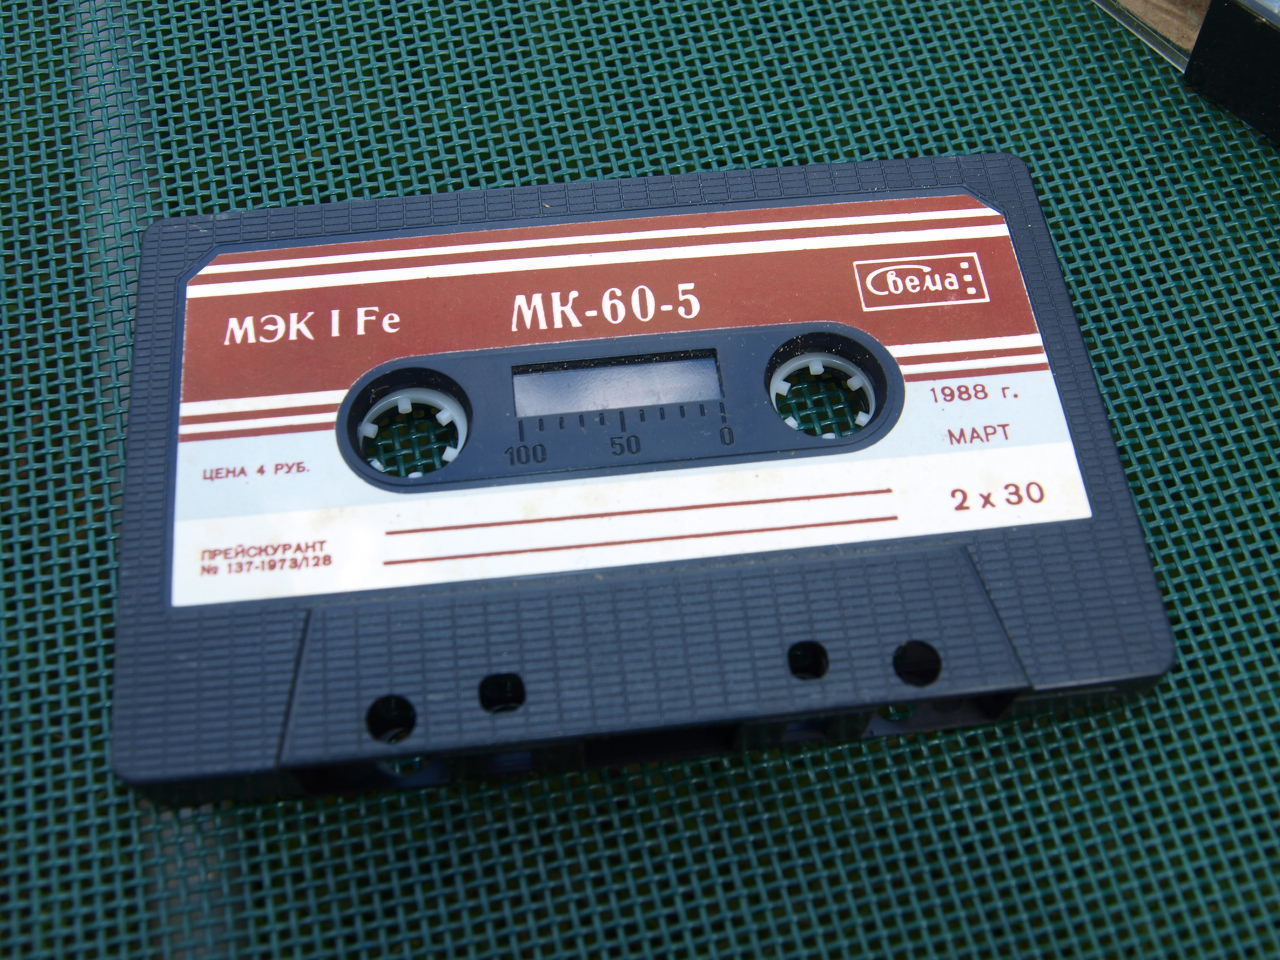 МЭК I Fe
МК-60-5
Свема
1988 г.
МАРТ
ЦЕНА 4 РУБ.
100 50 0
2 x 30
ПРЕЙСКУРАНТ
№ 137-1973/128